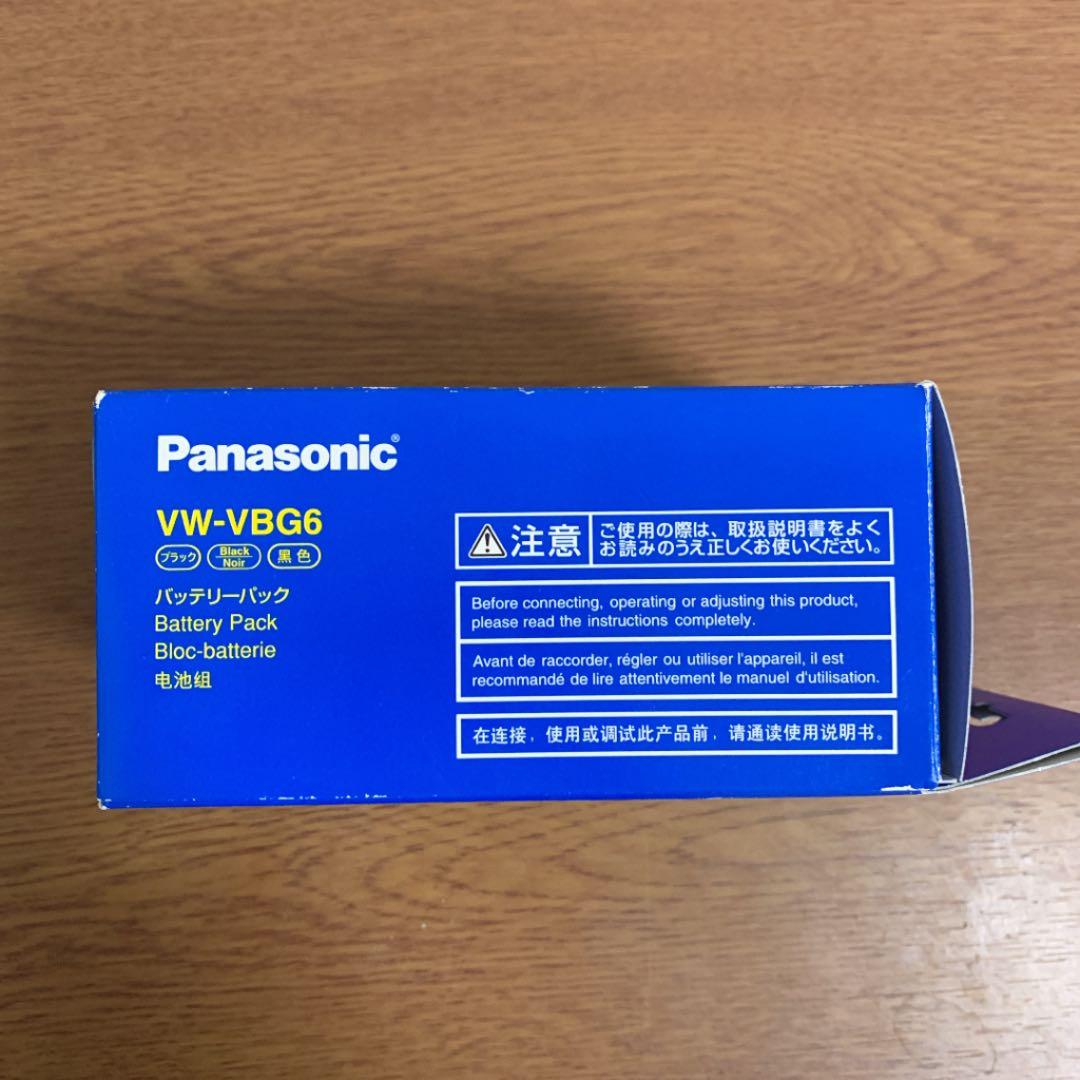 Panasonic®
VW-VBG6
ブラック Black Noir 黒色
バッテリーパック
Battery Pack
Bloc-batterie
电池组
注意
ご使用の際は、取扱説明書をよく
お読みのうえ正しくお使いください。
Before connecting, operating or adjusting this product,
please read the instructions completely.
Avant de raccorder, régler ou utiliser l'appareil, il est
recommandé de lire attentivement le manuel d'utilisation.
在连接，使用或调试此产品前，请通读使用说明书。